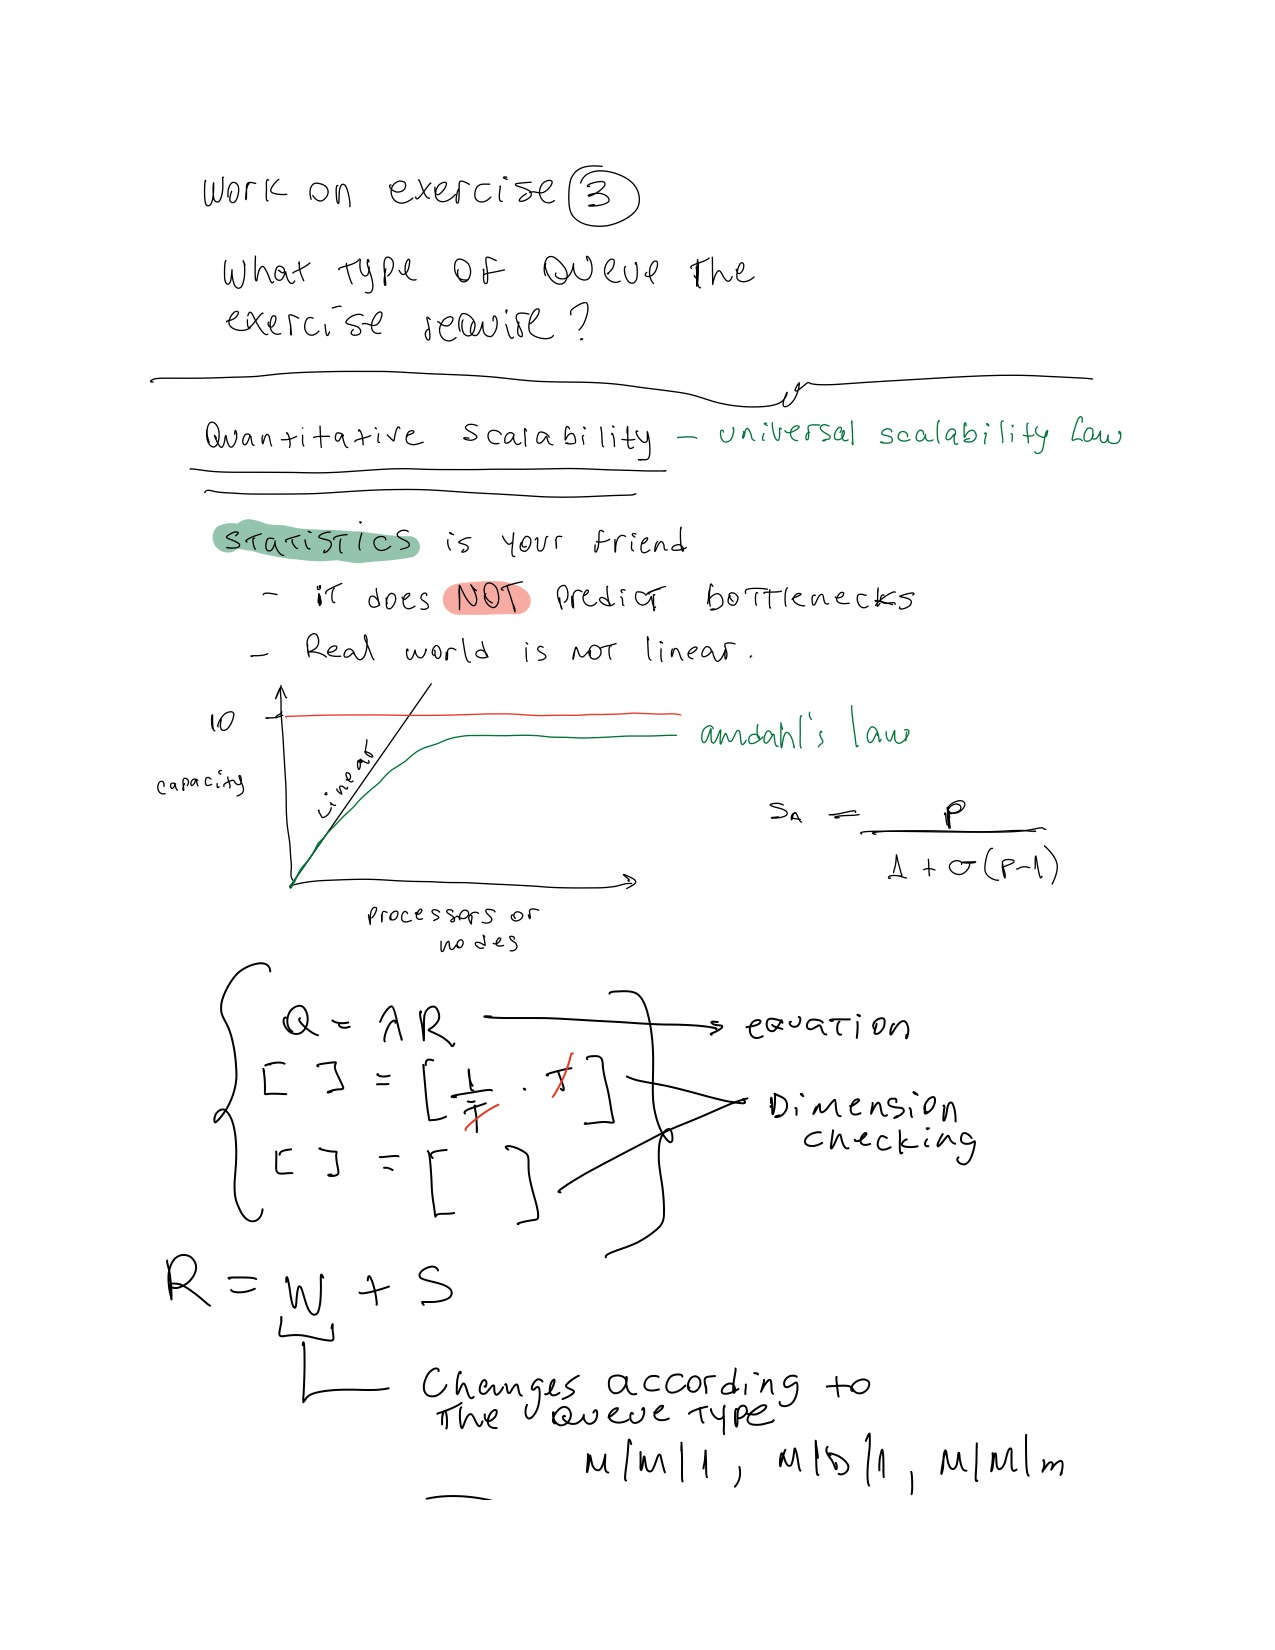 Work on exercise 3
What type of Queue the
exercise require?
Quantitative Scalability - universal scalability Law
Statistics is your friend
- it does NOT predict bottlenecks
- Real world is not linear.
10
amdahl's law
Linear
capacity
S_A = P / (1 + σ(P-1))
Processors or
nodes
Q = λR → equation
[ ] = [1/T · T]
Dimension
checking
[ ] = [ ]
R = W + S
Changes according to
The Queue Type
M/M/1, M/D/1, M/M/m